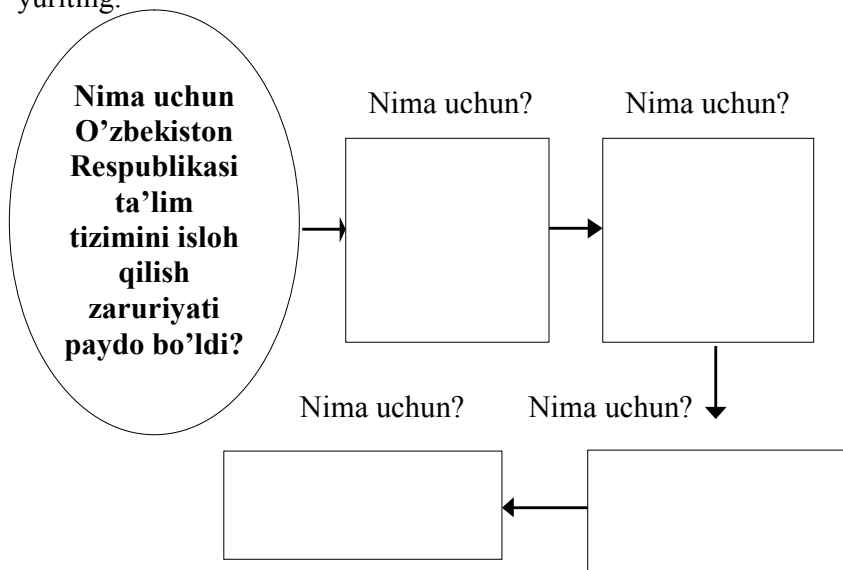 yuriting.
Nima uchun
O’zbekiston
Respublikasi
ta’lim
tizimini isloh
qilish
zaruriyati
paydo bo’ldi?
Nima uchun?
Nima uchun?
Nima uchun?
Nima uchun?